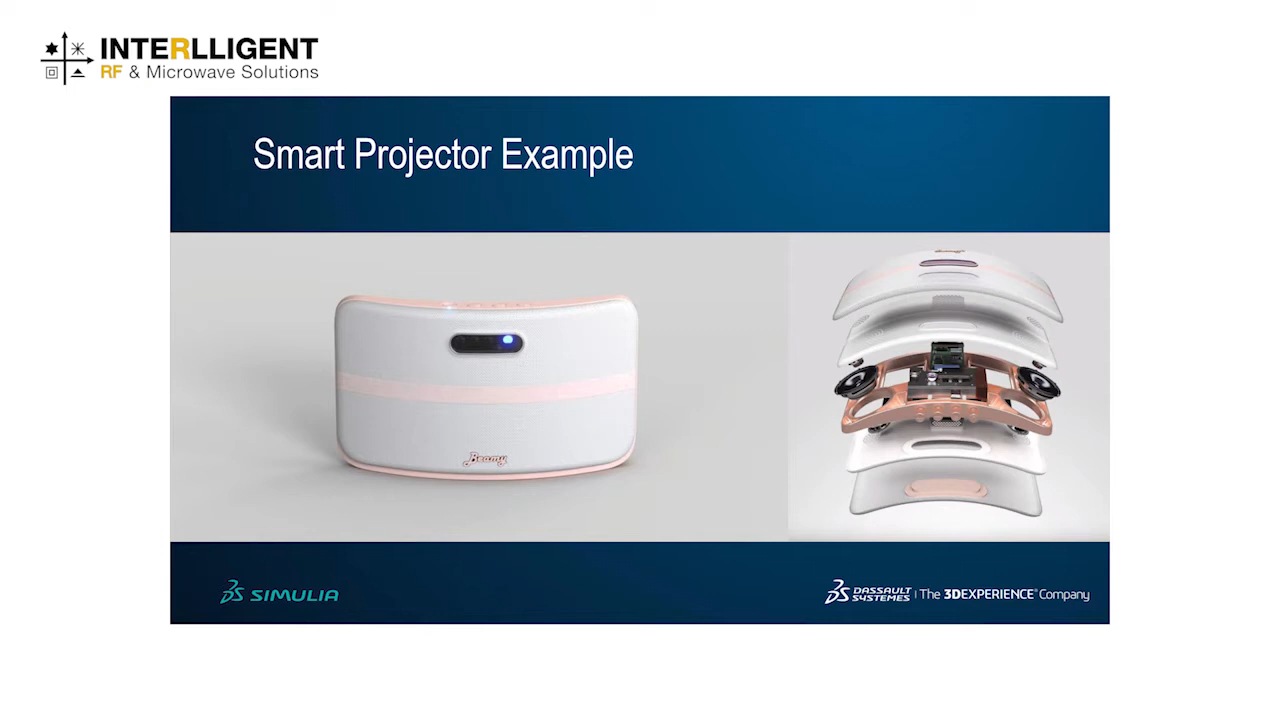 INTERLLIGENT
RF & Microwave Solutions
Smart Projector Example
Beamy
SIMULIA
DASSAULT SYSTEMES | The 3DEXPERIENCE Company